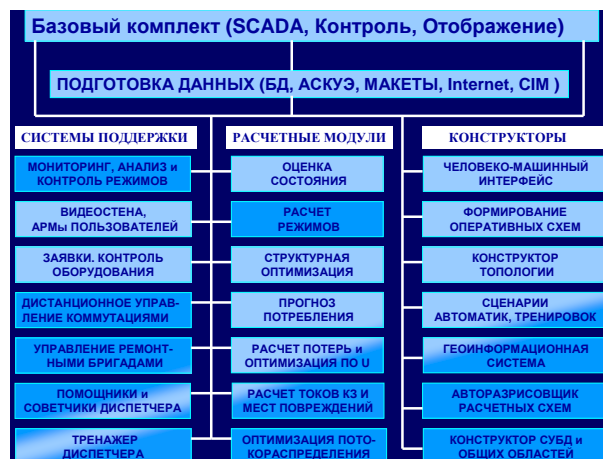 Базовый комплект (SCADA, Контроль, Отображение)
ПОДГОТОВКА ДАННЫХ (БД, АСКУЭ, МАКЕТЫ, Internet, CIM )
СИСТЕМЫ ПОДДЕРЖКИ
МОНИТОРИНГ, АНАЛИЗ и
КОНТРОЛЬ РЕЖИМОВ
ВИДЕОСТЕНА,
АРМы ПОЛЬЗОВАТЕЛЕЙ
ЗАЯВКИ. КОНТРОЛЬ
ОБОРУДОВАНИЯ
ДИСТАНЦИОННОЕ УПРАВ-
ЛЕНИЕ КОММУТАЦИЯМИ
УПРАВЛЕНИЕ РЕМОНТ-
НЫМИ БРИГАДАМИ
ПОМОЩНИКИ и
СОВЕТЧИКИ ДИСПЕТЧЕРА
ТРЕНАЖЕР
ДИСПЕТЧЕРА
РАСЧЕТНЫЕ МОДУЛИ
ОЦЕНКА
СОСТОЯНИЯ
РАСЧЕТ
РЕЖИМОВ
СТРУКТУРНАЯ
ОПТИМИЗАЦИЯ
ПРОГНОЗ
ПОТРЕБЛЕНИЯ
РАСЧЕТ ПОТЕРЬ и
ОПТИМИЗАЦИЯ ПО U
РАСЧЕТ ТОКОВ КЗ И
МЕСТ ПОВРЕЖДЕНИЙ
ОПТИМИЗАЦИЯ ПОТО-
КОРАСПРЕДЕЛЕНИЯ
КОНСТРУКТОРЫ
ЧЕЛОВЕКО-МАШИННЫЙ
ИНТЕРФЕЙС
ФОРМИРОВАНИЕ
ОПЕРАТИВНЫХ СХЕМ
КОНСТРУКТОР
ТОПОЛОГИИ
СЦЕНАРИИ
АВТОМАТИК, ТРЕНИРОВОК
ГЕОИНФОРМАЦИОННАЯ
СИСТЕМА
АВТОРАЗРИСОВЩИК
РАСЧЕТНЫХ СХЕМ
КОНСТРУКТОР СУБД и
ОБЩИХ ОБЛАСТЕЙ